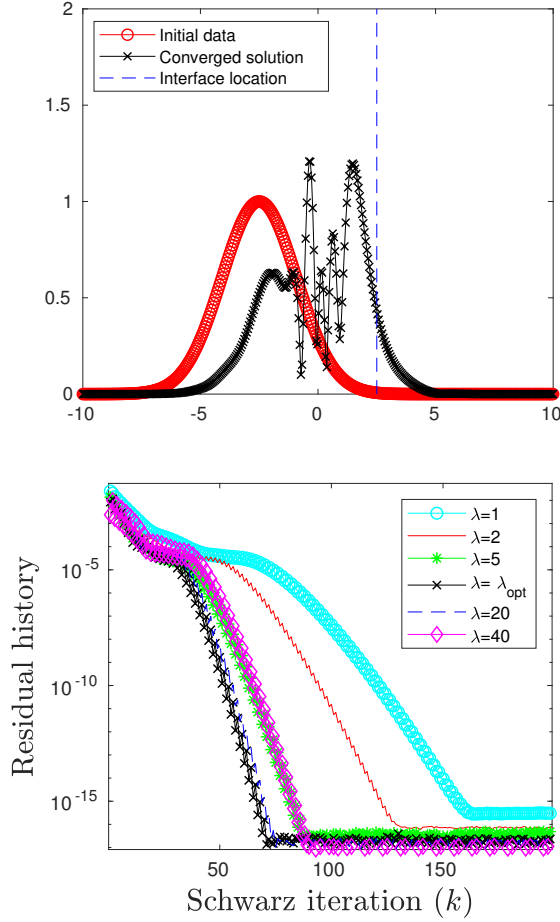 2
1.5
1
0.5
0
-10
-5
0
5
10
Initial data
Converged solution
Interface location
10^-5
10^-10
10^-15
50
100
150
λ=1
λ=2
λ=5
λ= λ_opt
λ=20
λ=40
Residual history
Schwarz iteration (k)